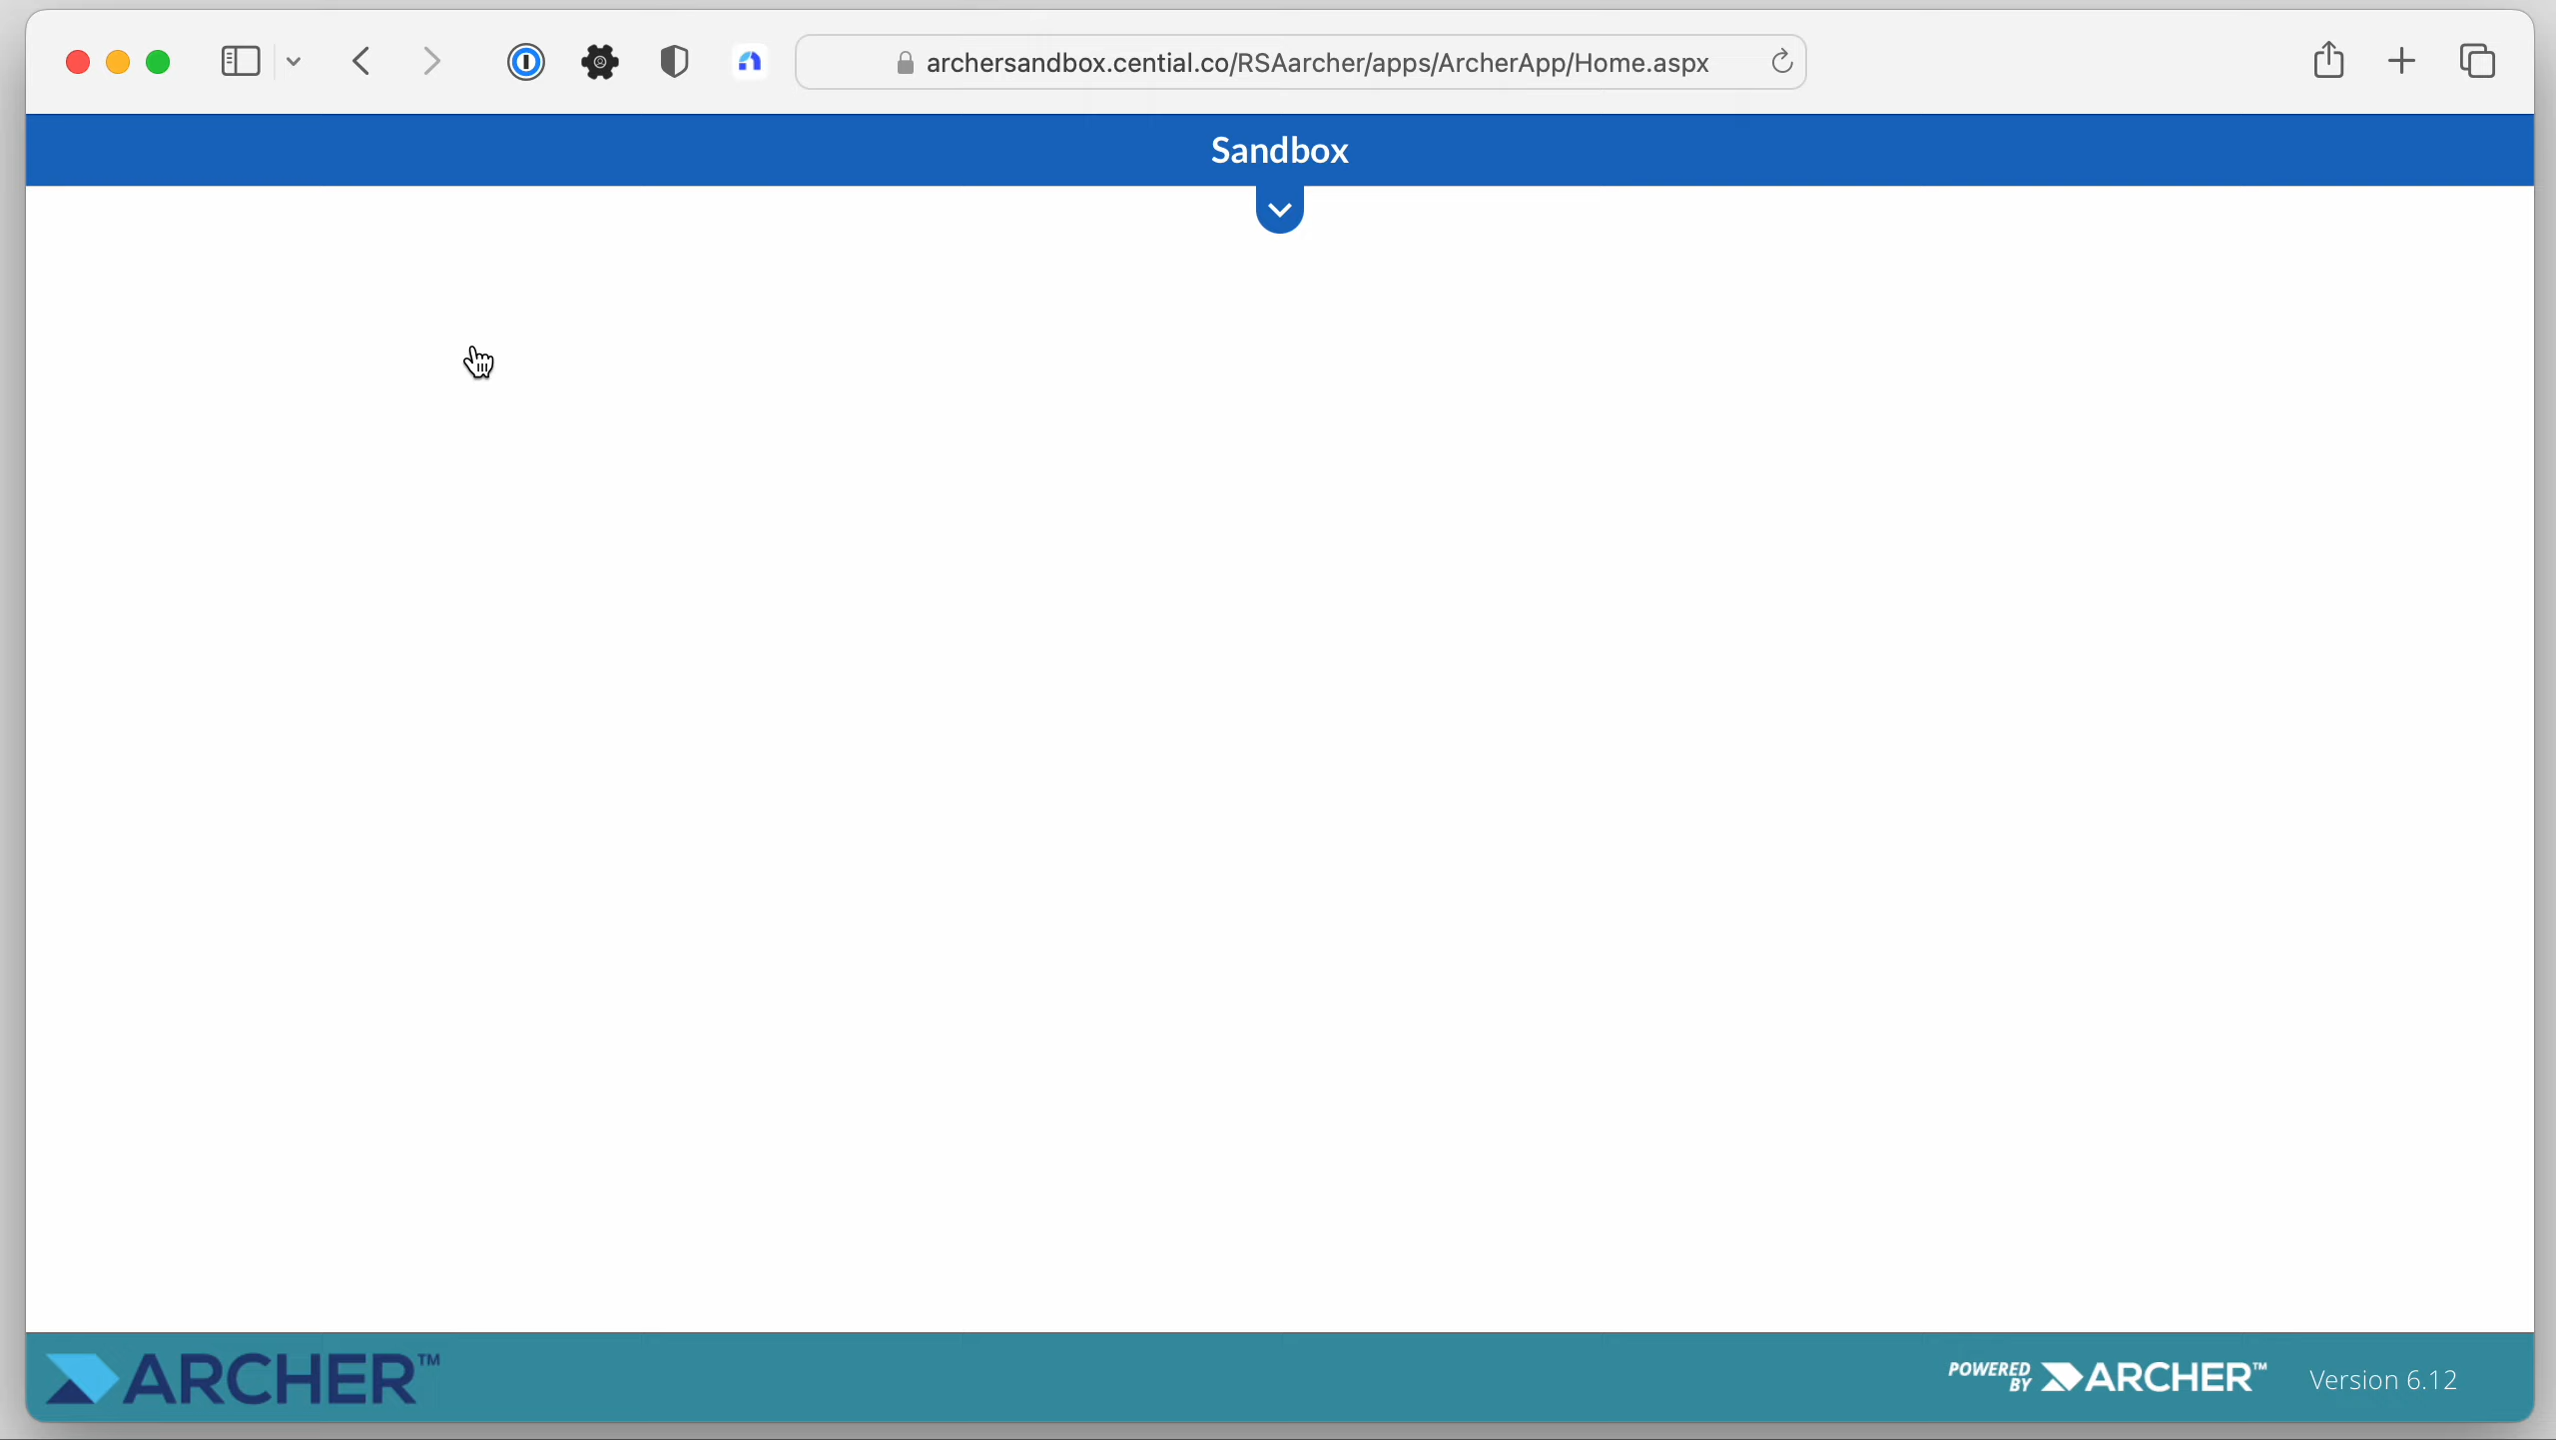 archersandbox.cential.co/RSAarcher/apps/ArcherApp/Home.aspx
Sandbox
ARCHER™
POWERED BY ARCHER™
Version 6.12